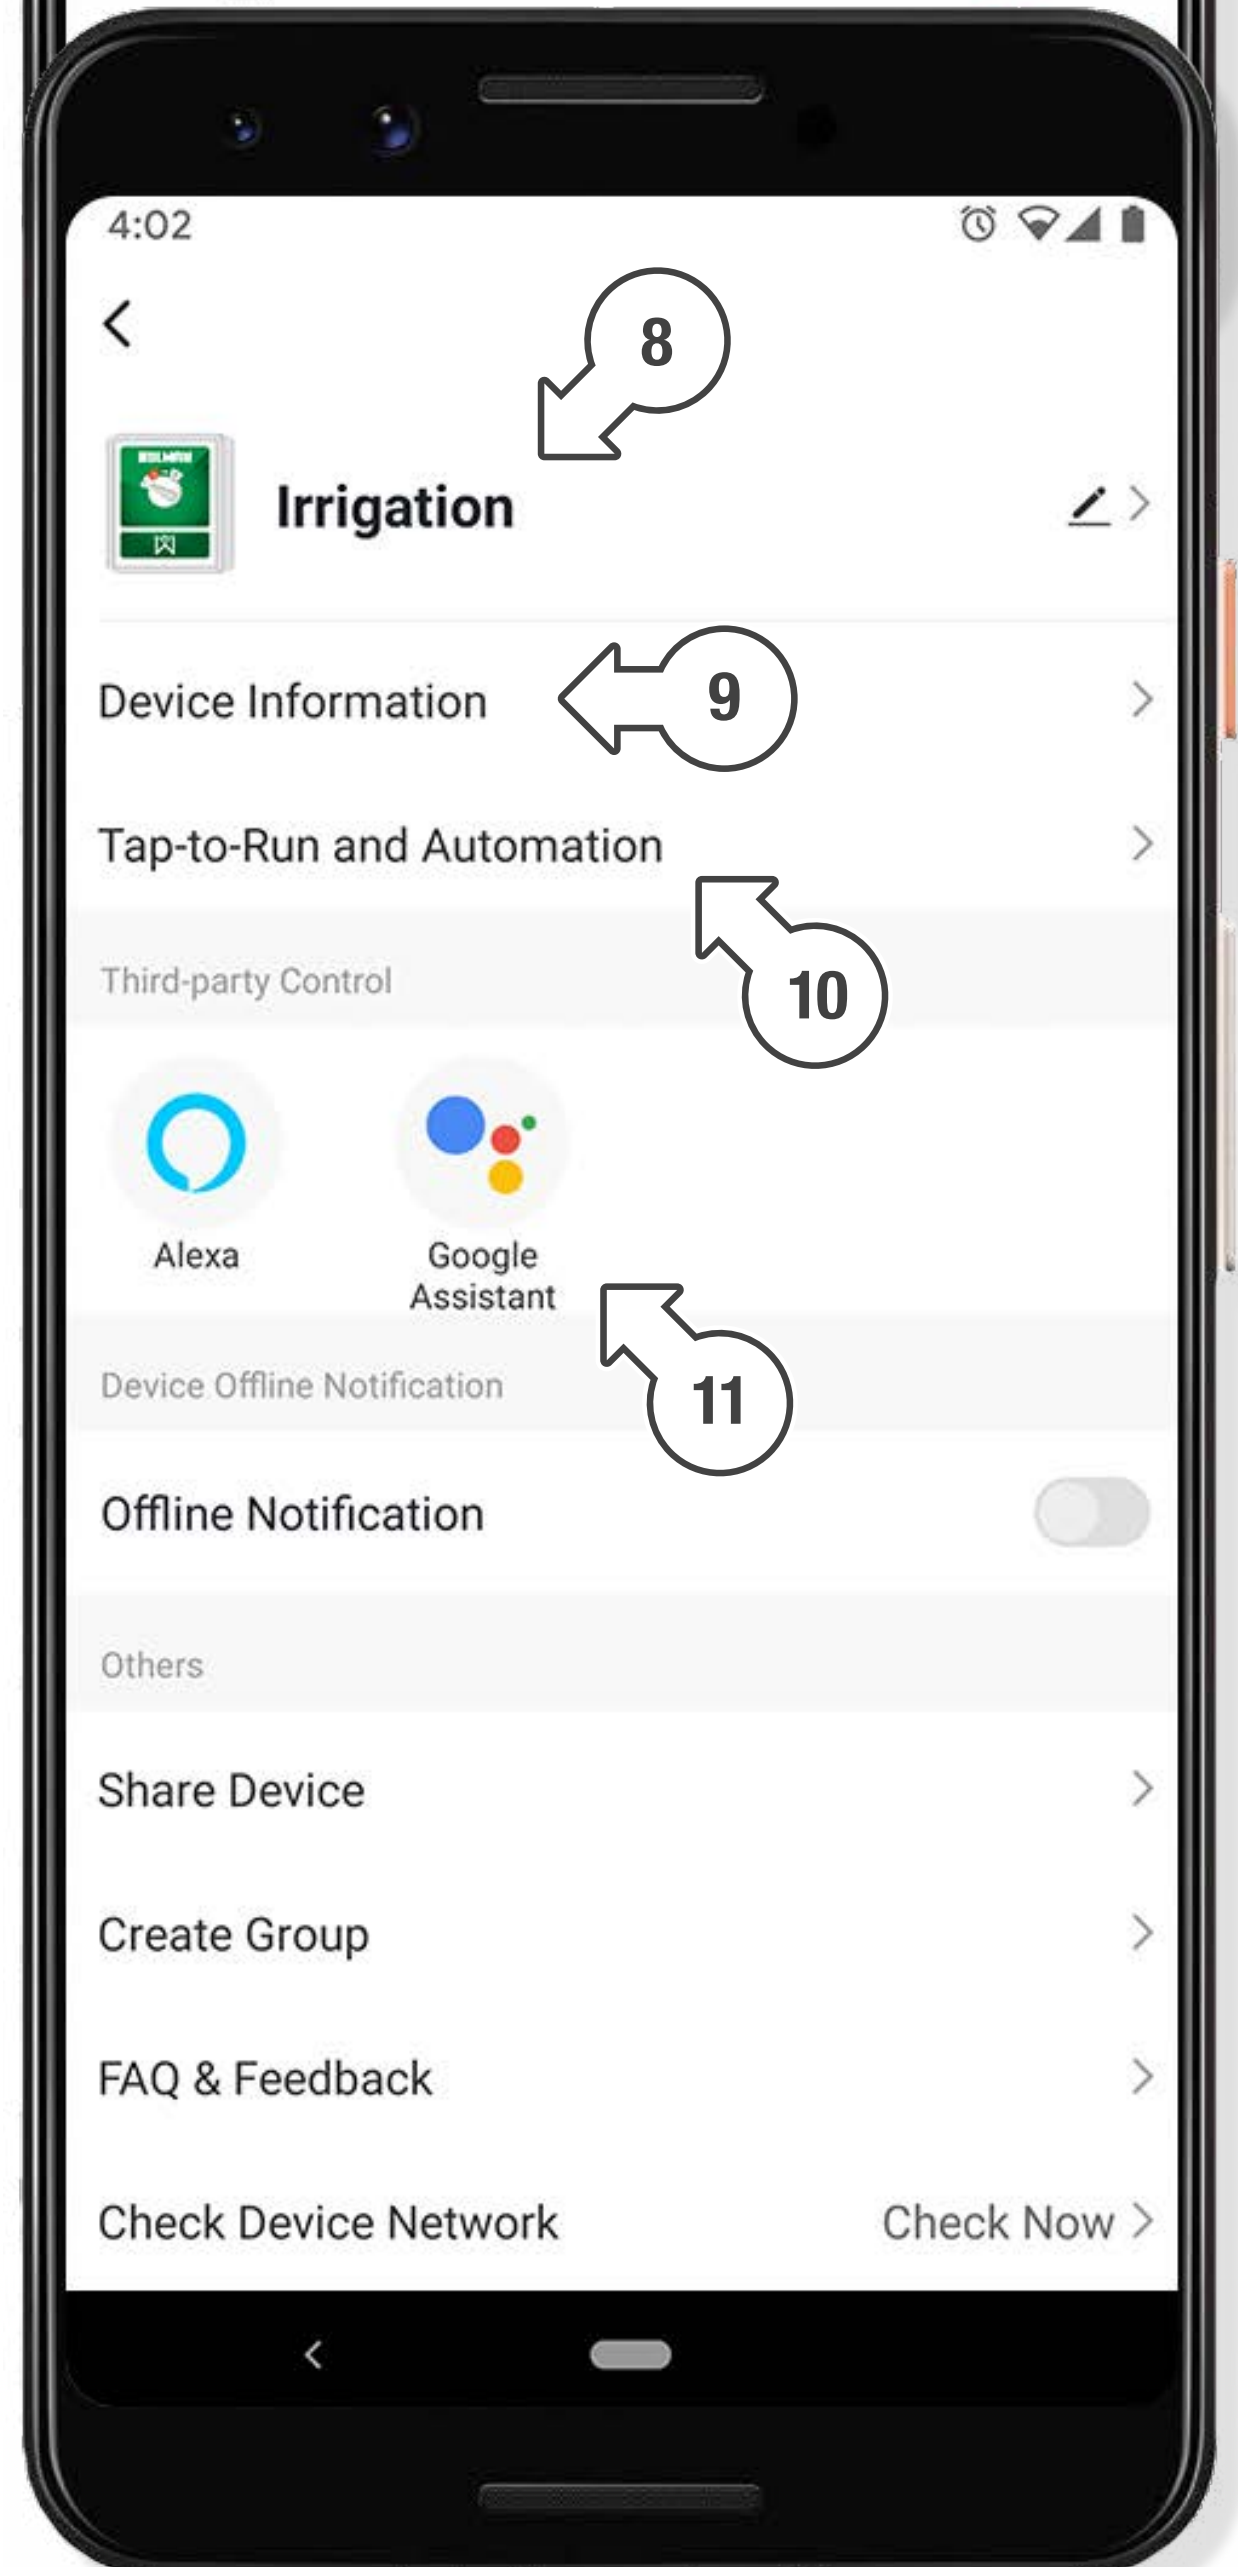 4:02
8
HOLMAN
Irrigation
9
Device Information
Tap-to-Run and Automation
10
Third-party Control
Alexa
Google
Assistant
11
Device Offline Notification
Offline Notification
Others
Share Device
Create Group
FAQ & Feedback
Check Device Network Check Now